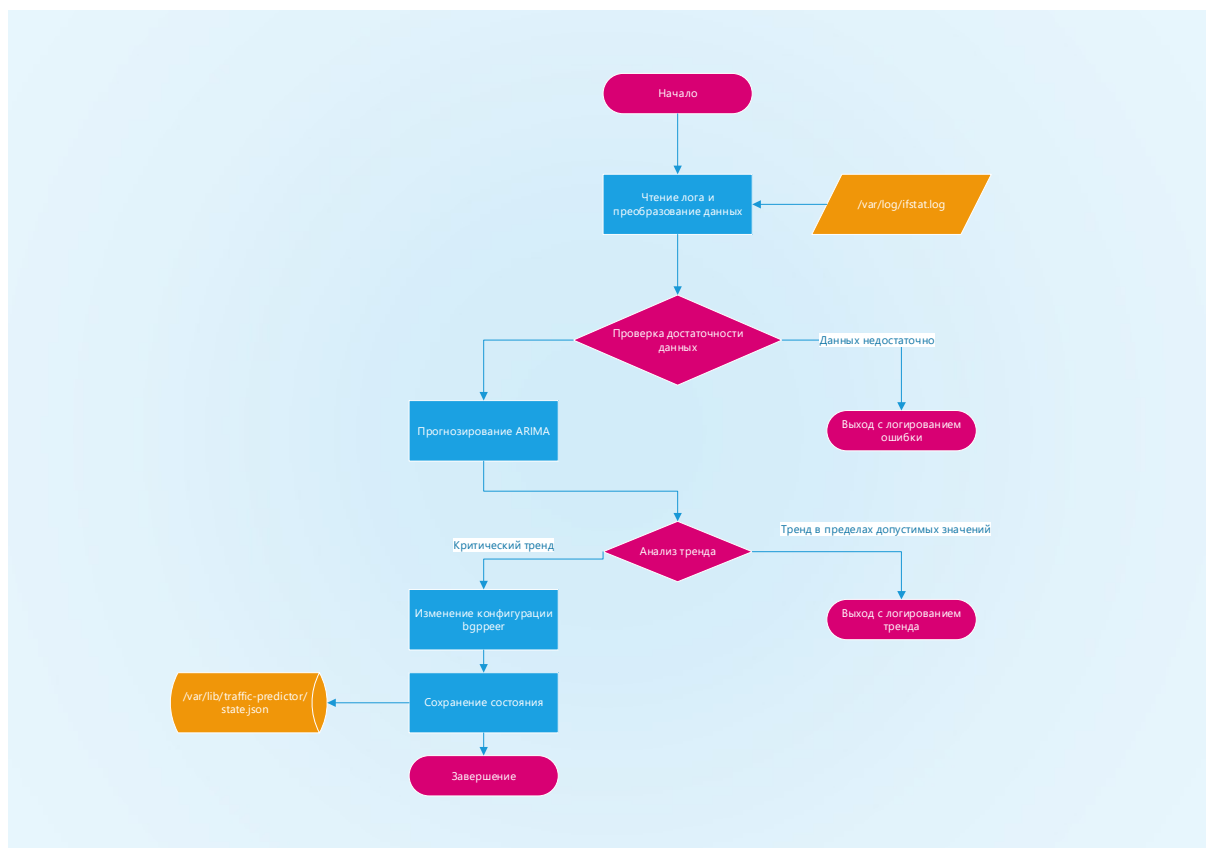 Начало
Чтение лога и
преобразование данных
/var/log/ifstat.log
Проверка достаточности
данных
Данных недостаточно
Прогнозирование ARIMA
Выход с логированием
ошибки
Тренд в пределах допустимых значений
Критический тренд
Анализ тренда
Изменение конфигурации
bgppeer
Выход с логированием
тренда
/var/lib/traffic-predictor/
state.json
Сохранение состояния
Завершение